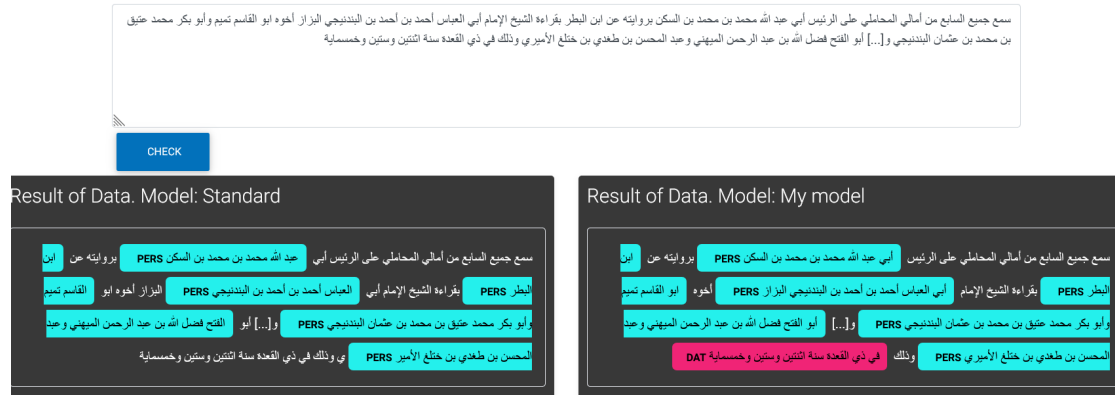 سمع جميع السابع من أمالي المحاملي على الرئيس أبي عبد الله محمد بن محمد بن السكن بروايته عن ابن البطر بقراءة الشيخ الإمام أبي العباس أحمد بن أحمد بن البندنيجي البزاز أخوه ابو القاسم تميم وأبو بكر محمد عتيق
بن محمد بن عثمان البندنيجي و[...] أبو الفتح فضل الله بن عبد الرحمن الميهني وعبد المحسن بن طغدي بن ختلغ الأميري وذلك في ذي القعدة سنة اثنتين وستين وخمسماية
CHECK
Result of Data. Model: Standard
سمع جميع السابع من أمالي المحاملي على الرئيس أبي عبد الله محمد بن محمد بن السكن PERS بروايته عن ابن
البطر PERS بقراءة الشيخ الإمام أبي العباس أحمد بن أحمد بن البندنيجي PERS البزاز أخوه ابو القاسم تميم
وأبو بكر محمد عتيق بن محمد بن عثمان البندنيجي PERS و[...] أبو الفتح فضل الله بن عبد الرحمن الميهني وعبد
المحسن بن طغدي بن ختلغ الأمير PERS ي وذلك في ذي القعدة سنة اثنتين وستين وخمسماية
Result of Data. Model: My model
سمع جميع السابع من أمالي المحاملي على الرئيس أبي عبد الله محمد بن محمد بن السكن PERS بروايته عن ابن
البطر PERS بقراءة الشيخ الإمام أبي العباس أحمد بن أحمد بن البندنيجي البزاز PERS أخوه ابو القاسم تميم
وأبو بكر محمد عتيق بن محمد بن عثمان البندنيجي PERS و[...] أبو الفتح فضل الله بن عبد الرحمن الميهني وعبد
المحسن بن طغدي بن ختلغ الأميري PERS وذلك في ذي القعدة سنة اثنتين وستين وخمسماية DAT